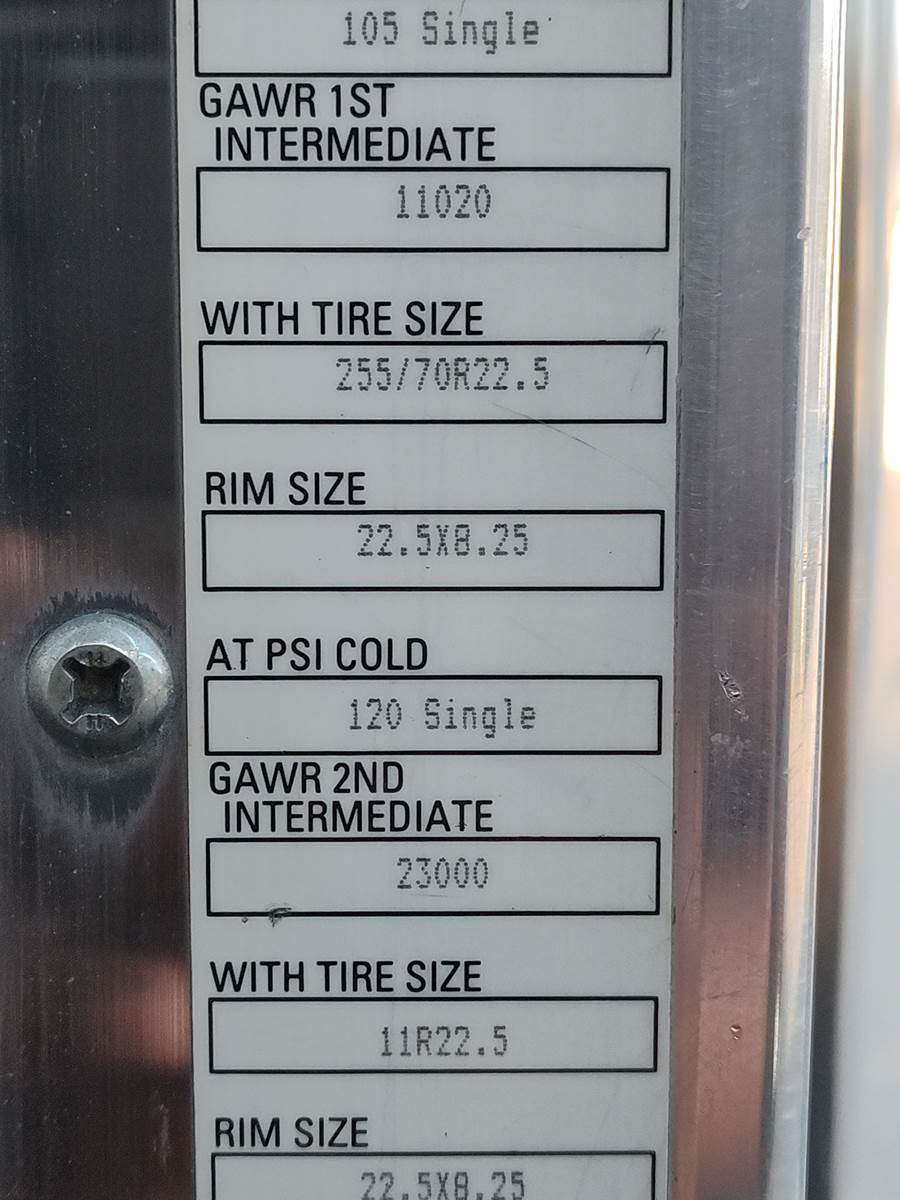 105 Single
GAWR 1ST
INTERMEDIATE
11020
WITH TIRE SIZE
255/70R22.5
RIM SIZE
22.5X8.25
AT PSI COLD
120 Single
GAWR 2ND
INTERMEDIATE
23000
WITH TIRE SIZE
11R22.5
RIM SIZE
22.5X8.25